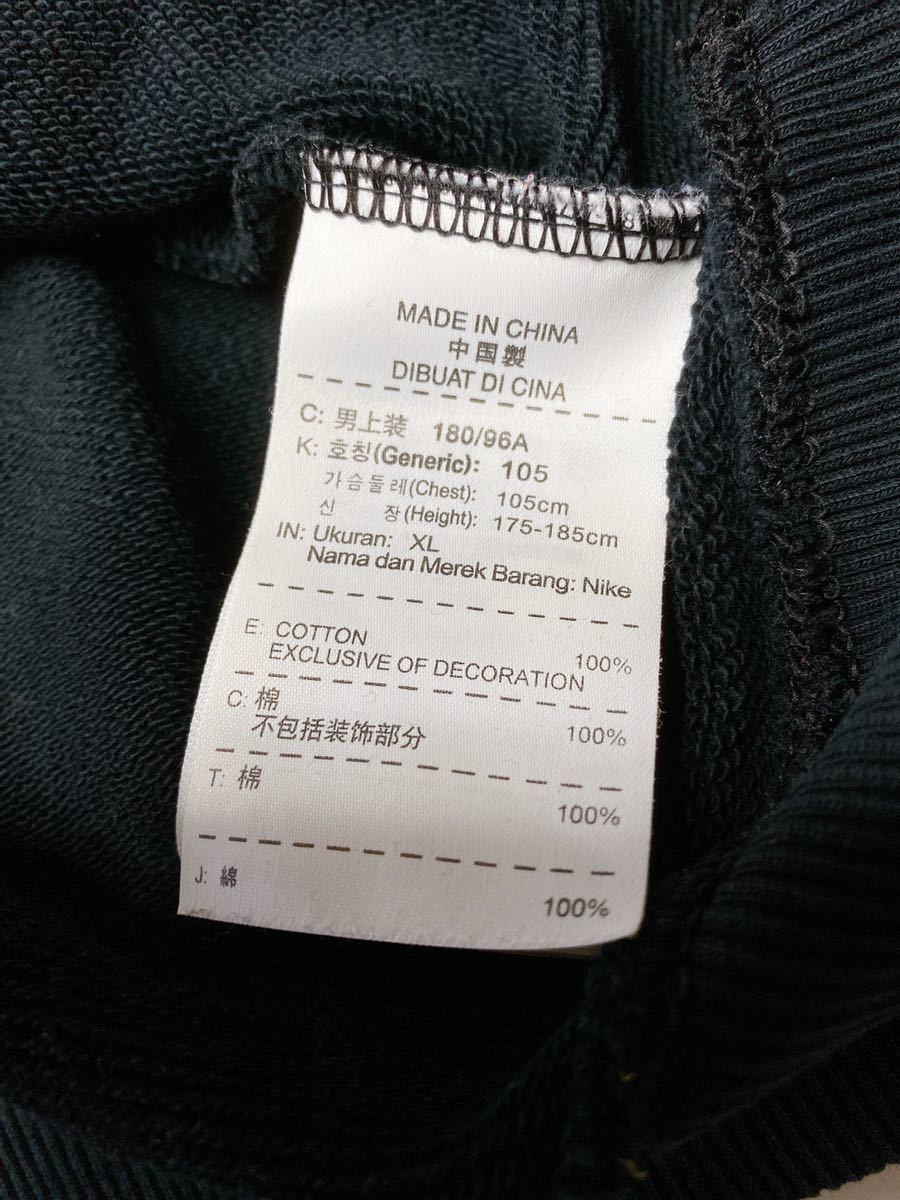 MADE IN CHINA
中国製
DIBUAT DI CINA
C: 男上装 180/96A
K: 호칭(Generic): 105
가슴둘레(Chest): 105cm
신 장(Height): 175-185cm
IN: Ukuran: XL
Nama dan Merek Barang: Nike
E: COTTON 100%
EXCLUSIVE OF DECORATION
C: 棉 100%
不包括装饰部分
T: 棉 100%
J: 綿 100%